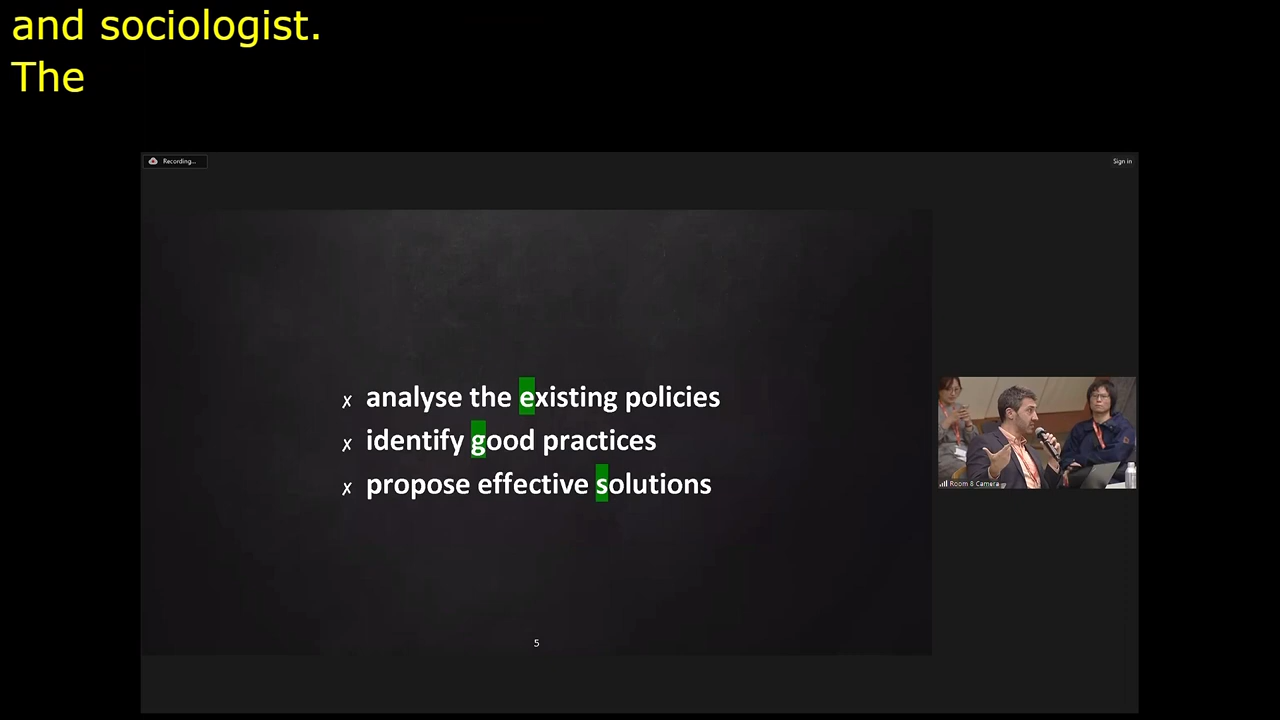 and sociologist.
The
Recording...
Sign in
✗ analyse the existing policies
✗ identify good practices
✗ propose effective solutions
Room 8 Camera
5